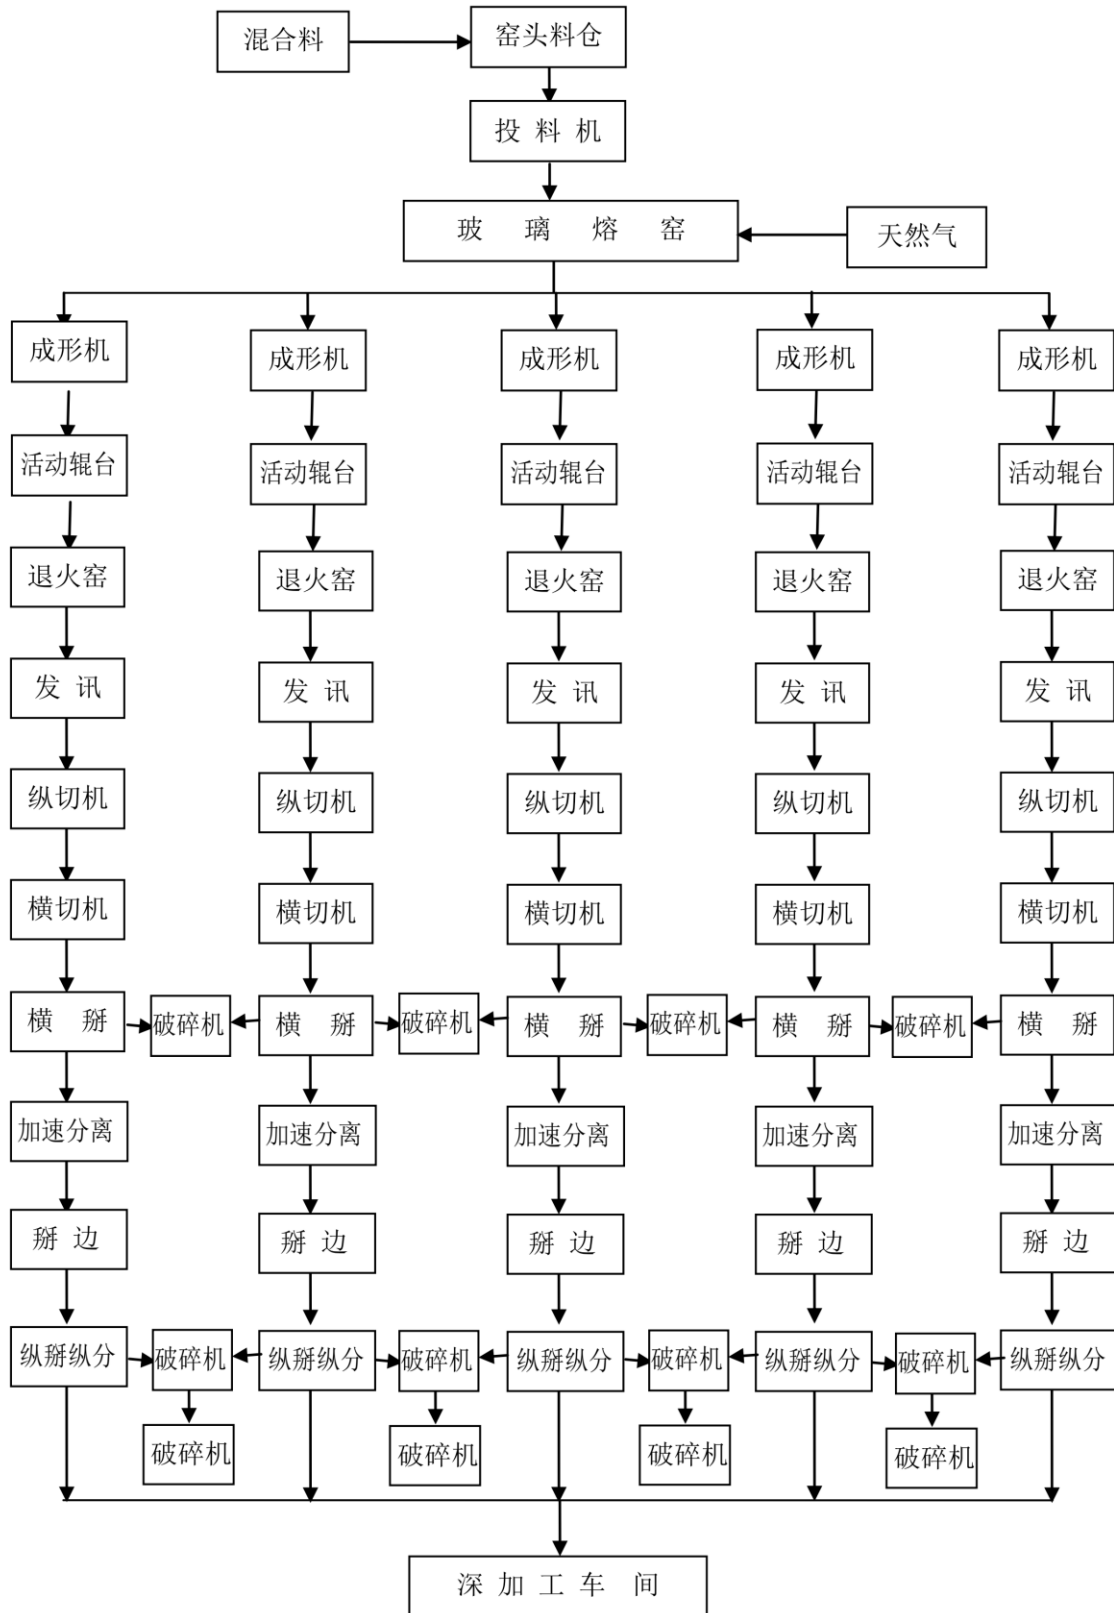 混合料
窑头料仓
投 料 机
玻 璃 熔 窑
天然气
成形机 成形机 成形机 成形机 成形机
活动辊台 活动辊台 活动辊台 活动辊台 活动辊台
退火窑 退火窑 退火窑 退火窑 退火窑
发 讯 发 讯 发 讯 发 讯 发 讯
纵切机 纵切机 纵切机 纵切机 纵切机
横切机 横切机 横切机 横切机 横切机
横 掰 破碎机 横 掰 破碎机 横 掰 破碎机 横 掰 破碎机 横 掰
加速分离 加速分离 加速分离 加速分离 加速分离
掰 边 掰 边 掰 边 掰 边 掰 边
纵掰纵分 破碎机 纵掰纵分 破碎机 纵掰纵分 破碎机 纵掰纵分 破碎机 纵掰纵分
破碎机 破碎机 破碎机 破碎机
深 加 工 车 间